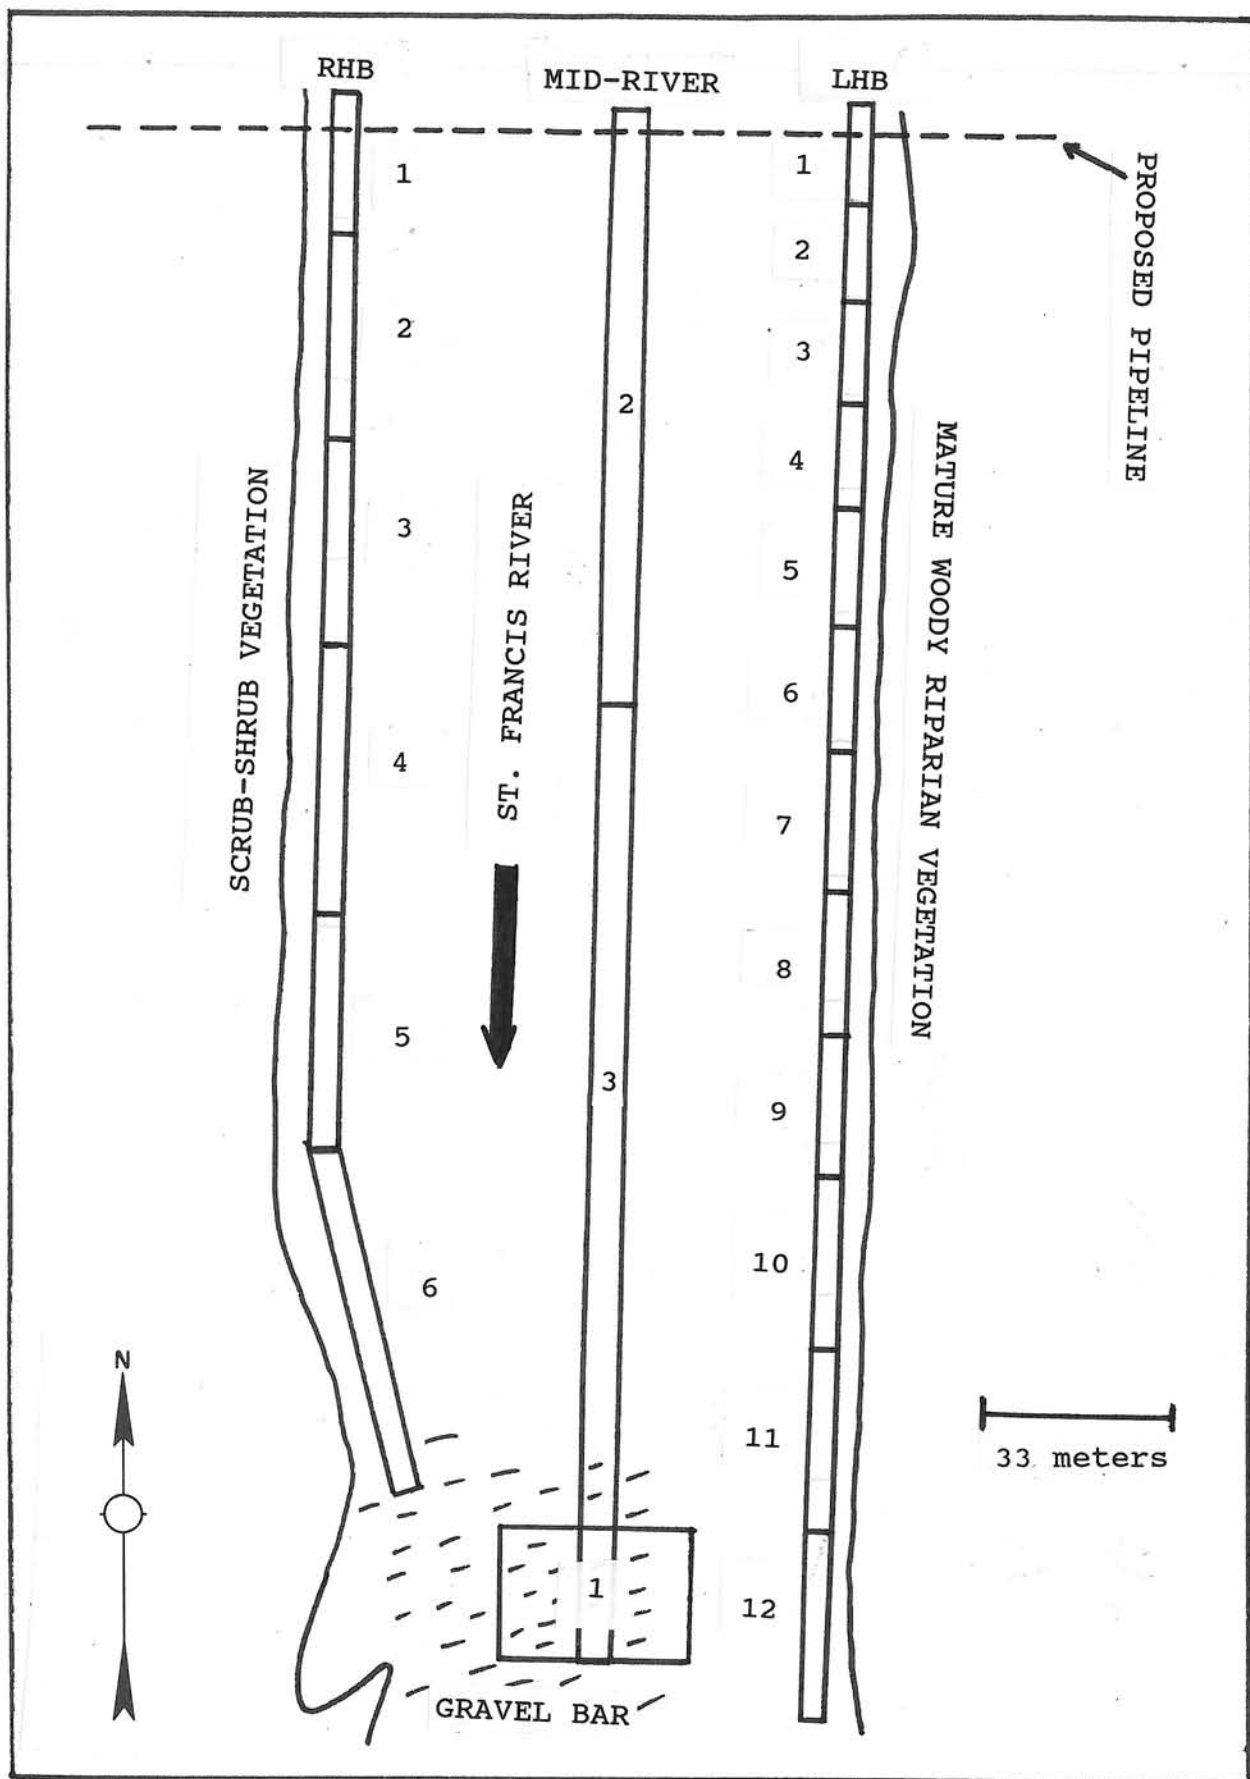 RHB
MID-RIVER
LHB
PROPOSED PIPELINE
1
2
3
4
5
6
SCRUB-SHRUB VEGETATION
ST. FRANCIS RIVER
2
3
1
1
2
3
4
5
6
7
8
9
10
11
12
MATURE WOODY RIPARIAN VEGETATION
N
33 meters
GRAVEL BAR